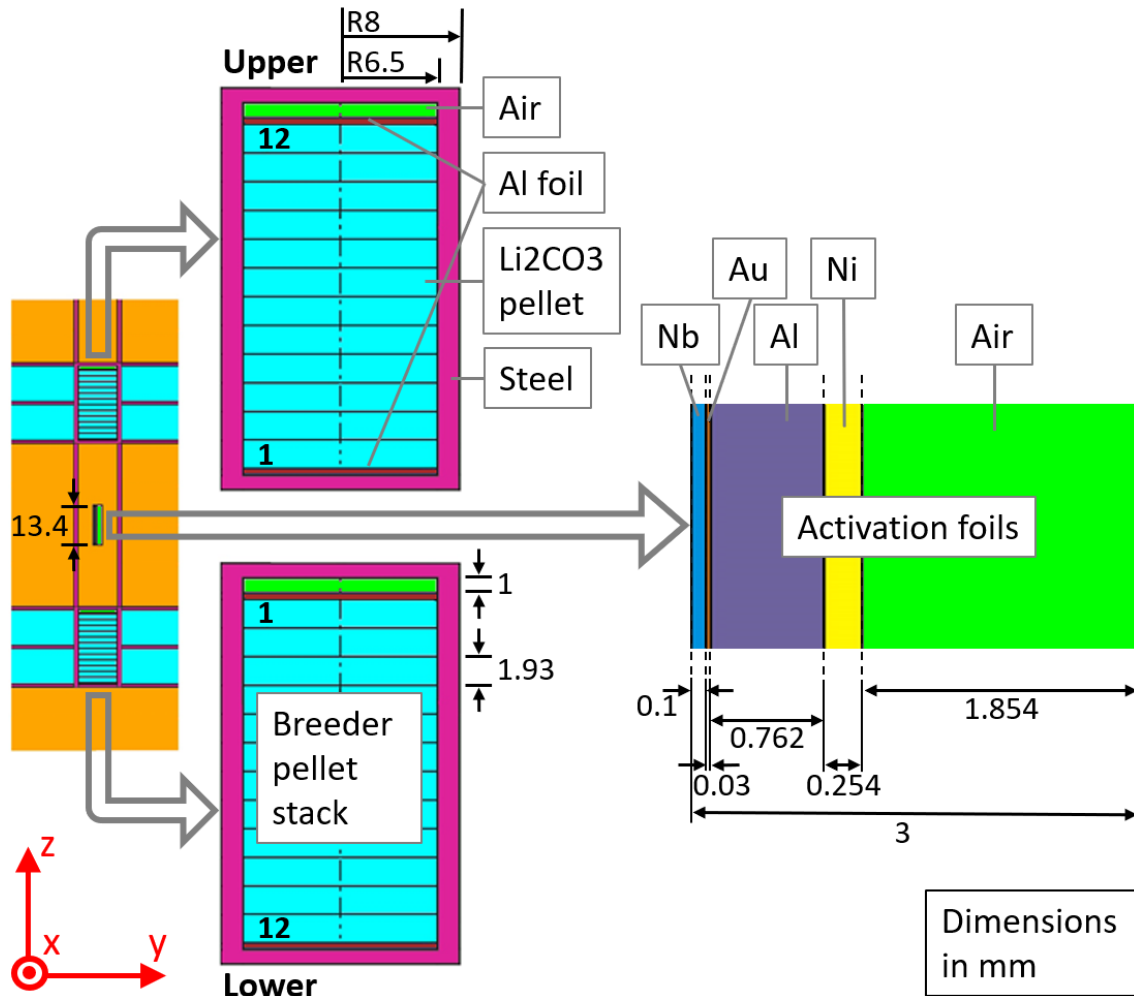 R8
R6.5
Upper
Air
12
Al foil
Li2CO3
pellet
Steel
1
Au
Ni
Nb
Al
Air
13.4
Activation foils
1
1
1.93
Breeder
pellet
stack
0.1
0.762
1.854
0.03
0.254
3
12
z
x
y
Lower
Dimensions
in mm